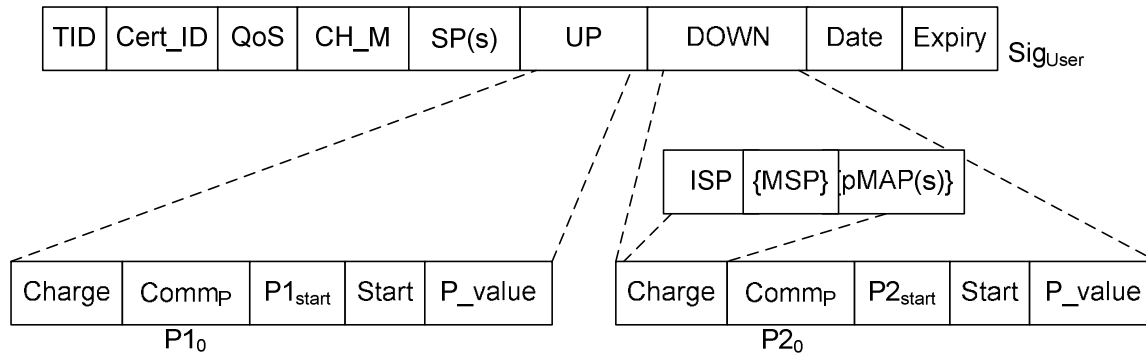 TID Cert_ID QoS CH_M SP(s) UP DOWN Date Expiry SigUser
ISP {MSP} {pMAP(s)}
Charge CommP P1start Start P_value Charge CommP P2start Start P_value
P10 P20